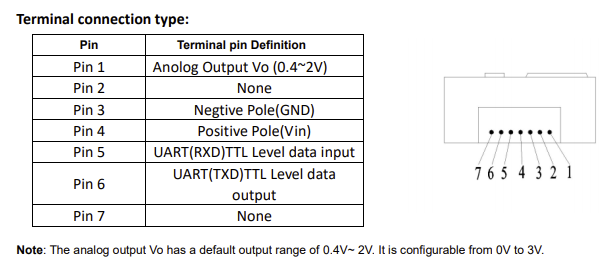 Terminal connection type:
Pin Terminal pin Definition
Pin 1 Anolog Output Vo (0.4~2V)
Pin 2 None
Pin 3 Negtive Pole(GND)
Pin 4 Positive Pole(Vin)
Pin 5 UART(RXD)TTL Level data input
Pin 6 UART(TXD)TTL Level data
output
Pin 7 None
7 6 5 4 3 2 1
Note: The analog output Vo has a default output range of 0.4V~ 2V. It is configurable from 0V to 3V.